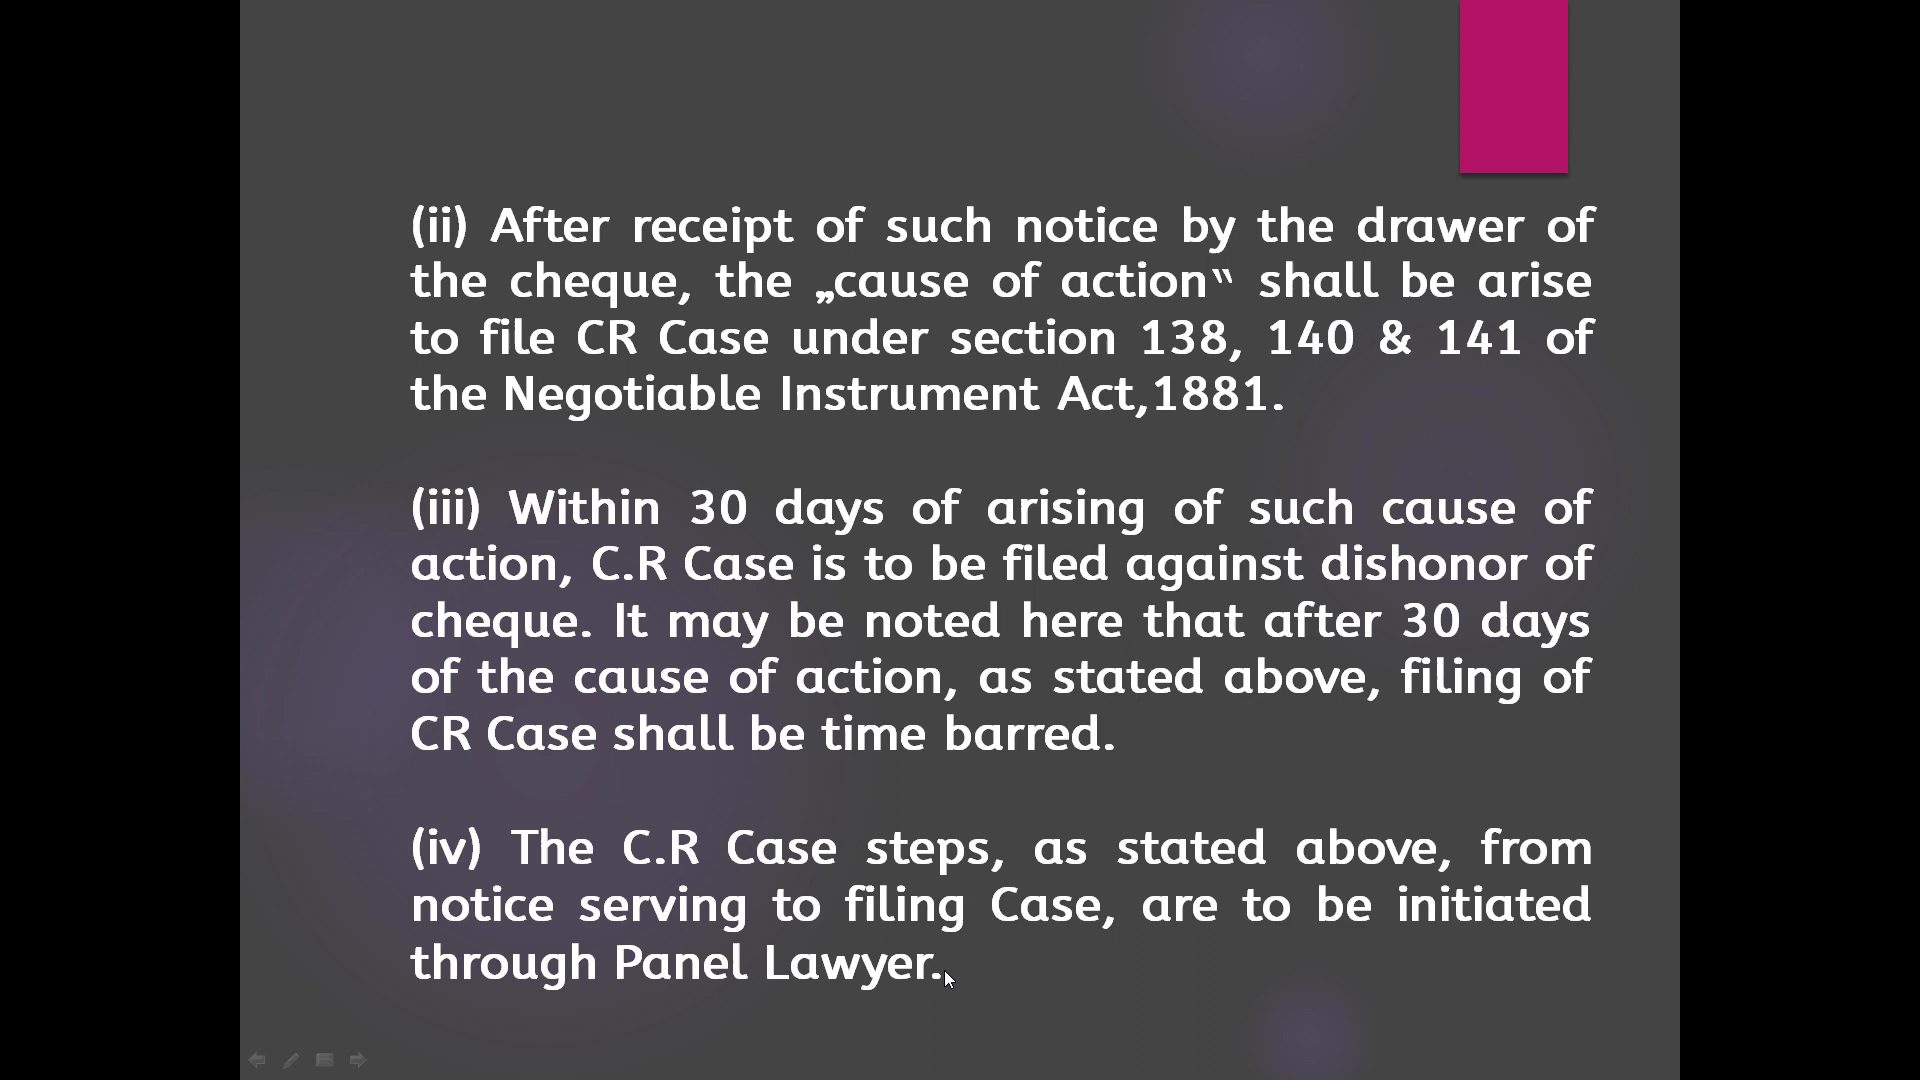 (ii) After receipt of such notice by the drawer of
the cheque, the „cause of action‟ shall be arise
to file CR Case under section 138, 140 & 141 of
the Negotiable Instrument Act,1881.
(iii) Within 30 days of arising of such cause of
action, C.R Case is to be filed against dishonor of
cheque. It may be noted here that after 30 days
of the cause of action, as stated above, filing of
CR Case shall be time barred.
(iv) The C.R Case steps, as stated above, from
notice serving to filing Case, are to be initiated
through Panel Lawyer.